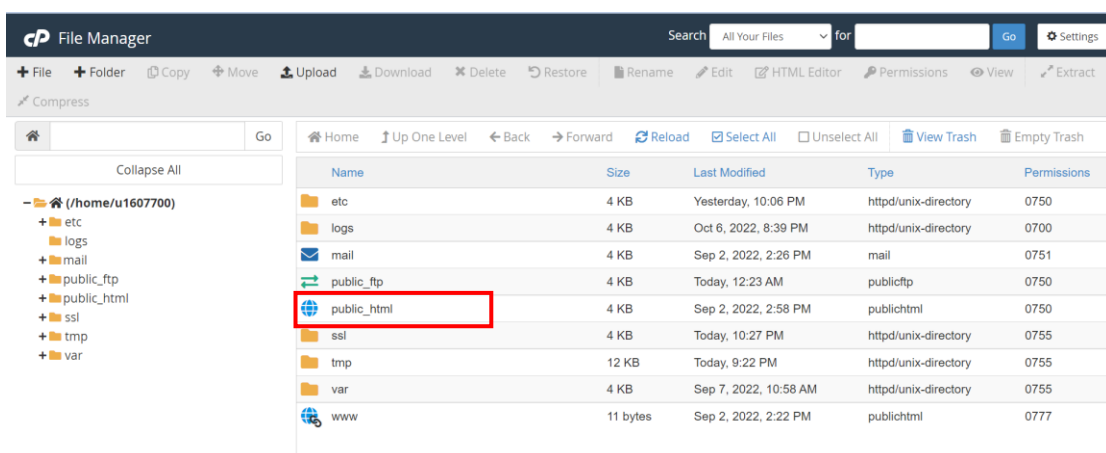 cP File Manager Search All Your Files for Go Settings
+ File + Folder Copy Move Upload Download Delete Restore Rename Edit HTML Editor Permissions View Extract
Compress
Go Home Up One Level Back Forward Reload Select All Unselect All View Trash Empty Trash
Collapse All
Name Size Last Modified Type Permissions
(/home/u1607700)
etc
logs
mail
public_ftp
public_html
ssl
tmp
var
etc 4 KB Yesterday, 10:06 PM httpd/unix-directory 0750
logs 4 KB Oct 6, 2022, 8:39 PM httpd/unix-directory 0700
mail 4 KB Sep 2, 2022, 2:26 PM mail 0751
public_ftp 4 KB Today, 12:23 AM publicftp 0750
public_html 4 KB Sep 2, 2022, 2:58 PM publichtml 0750
ssl 4 KB Today, 10:27 PM httpd/unix-directory 0755
tmp 12 KB Today, 9:22 PM httpd/unix-directory 0755
var 4 KB Sep 7, 2022, 10:58 AM httpd/unix-directory 0755
www 11 bytes Sep 2, 2022, 2:22 PM publichtml 0777